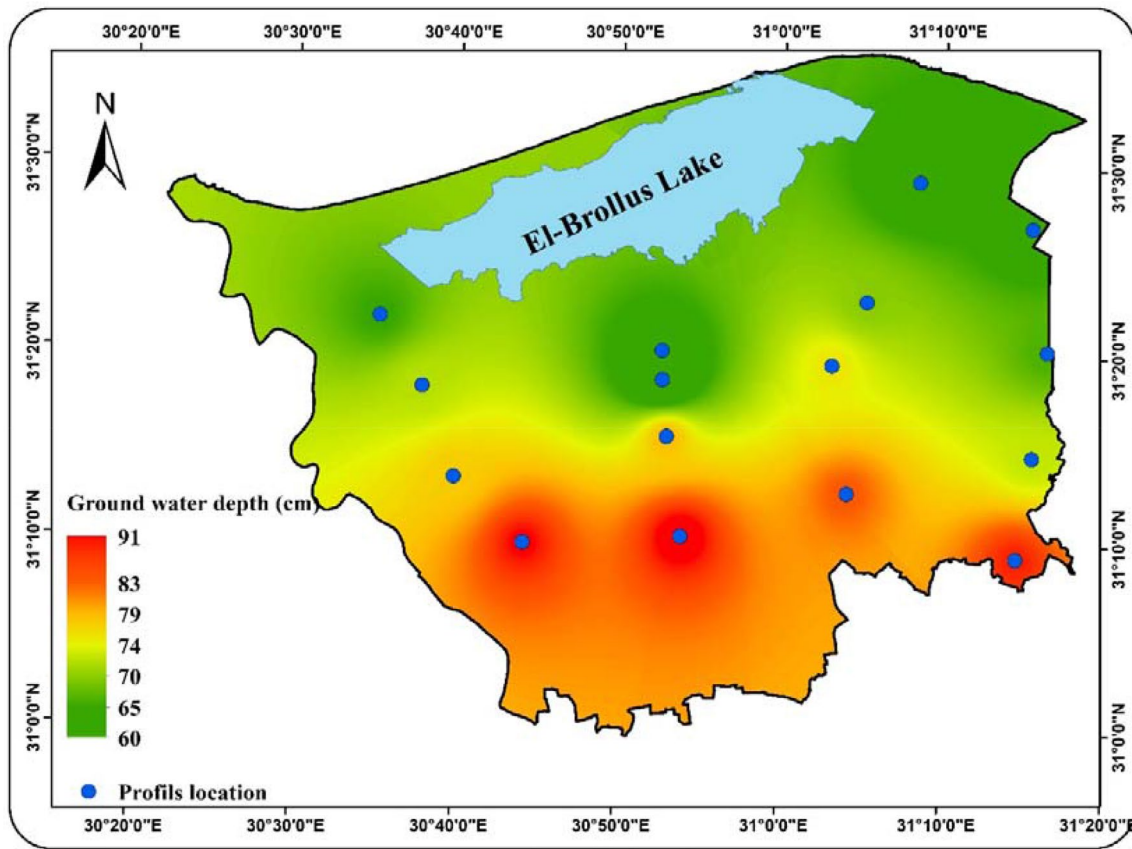 30°20'0"E 30°30'0"E 30°40'0"E 30°50'0"E 31°0'0"E 31°10'0"E
N
31°30'0"N
31°20'0"N
31°10'0"N
31°0'0"N
El-Brollus Lake
31°30'0"N
31°20'0"N
31°10'0"N
31°0'0"N
Ground water depth (cm)
91
83
79
74
70
65
60
Profils location
30°20'0"E 30°30'0"E 30°40'0"E 30°50'0"E 31°0'0"E 31°10'0"E 31°20'0"E